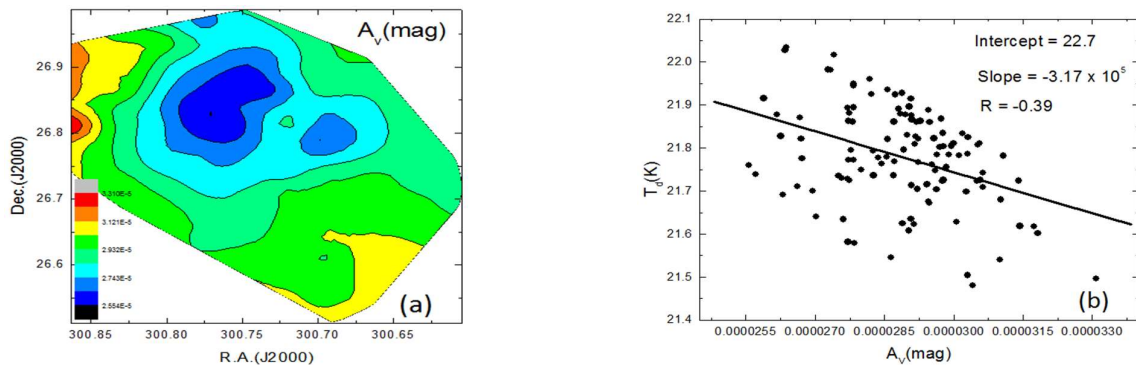 A_V(mag)
26.9
26.8
26.7
26.6
Dec.(J2000)
3.310E-5
3.121E-5
2.932E-5
2.743E-5
2.554E-5
(a)
300.85 300.80 300.75 300.70 300.65
R.A.(J2000)
22.1
22.0
21.9
21.8
21.7
21.6
21.5
21.4
T_d(K)
Intercept = 22.7
Slope = -3.17 x 10^5
R = -0.39
(b)
0.0000255 0.0000270 0.0000285 0.0000300 0.0000315 0.0000330
A_V(mag)